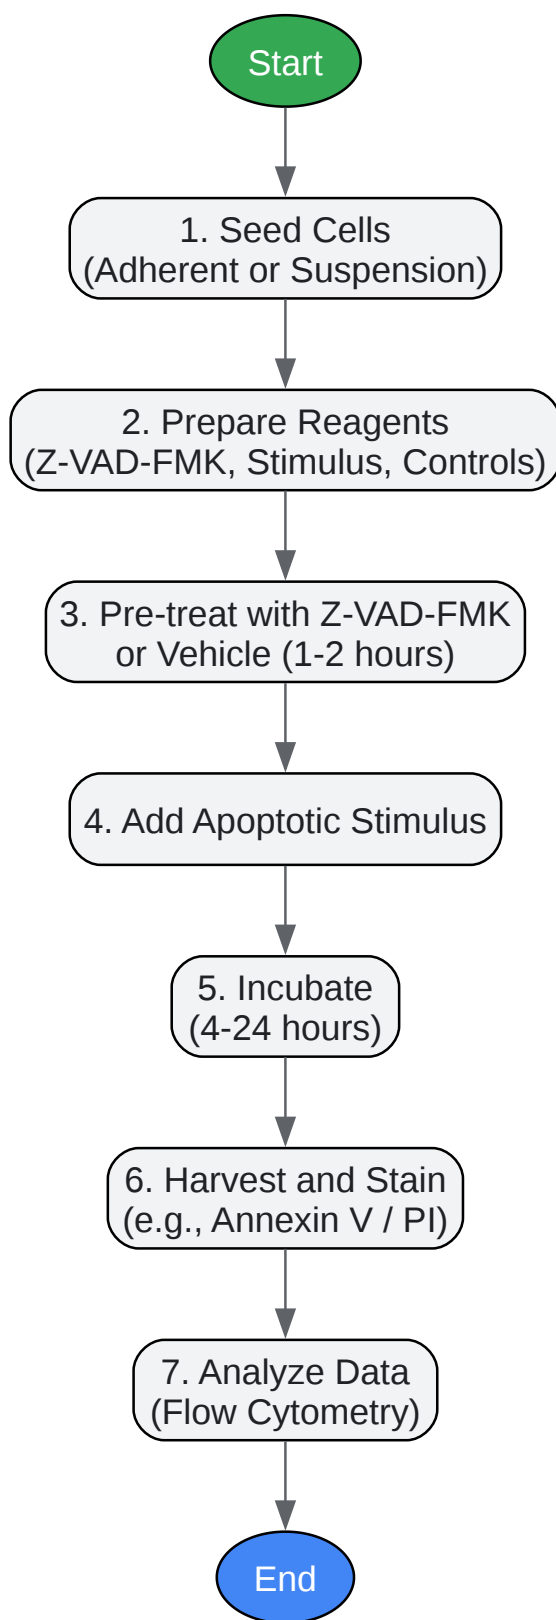 Start
1. Seed Cells
(Adherent or Suspension)
2. Prepare Reagents
(Z-VAD-FMK, Stimulus, Controls)
3. Pre-treat with Z-VAD-FMK
or Vehicle (1-2 hours)
4. Add Apoptotic Stimulus
5. Incubate
(4-24 hours)
6. Harvest and Stain
(e.g., Annexin V / PI)
7. Analyze Data
(Flow Cytometry)
End